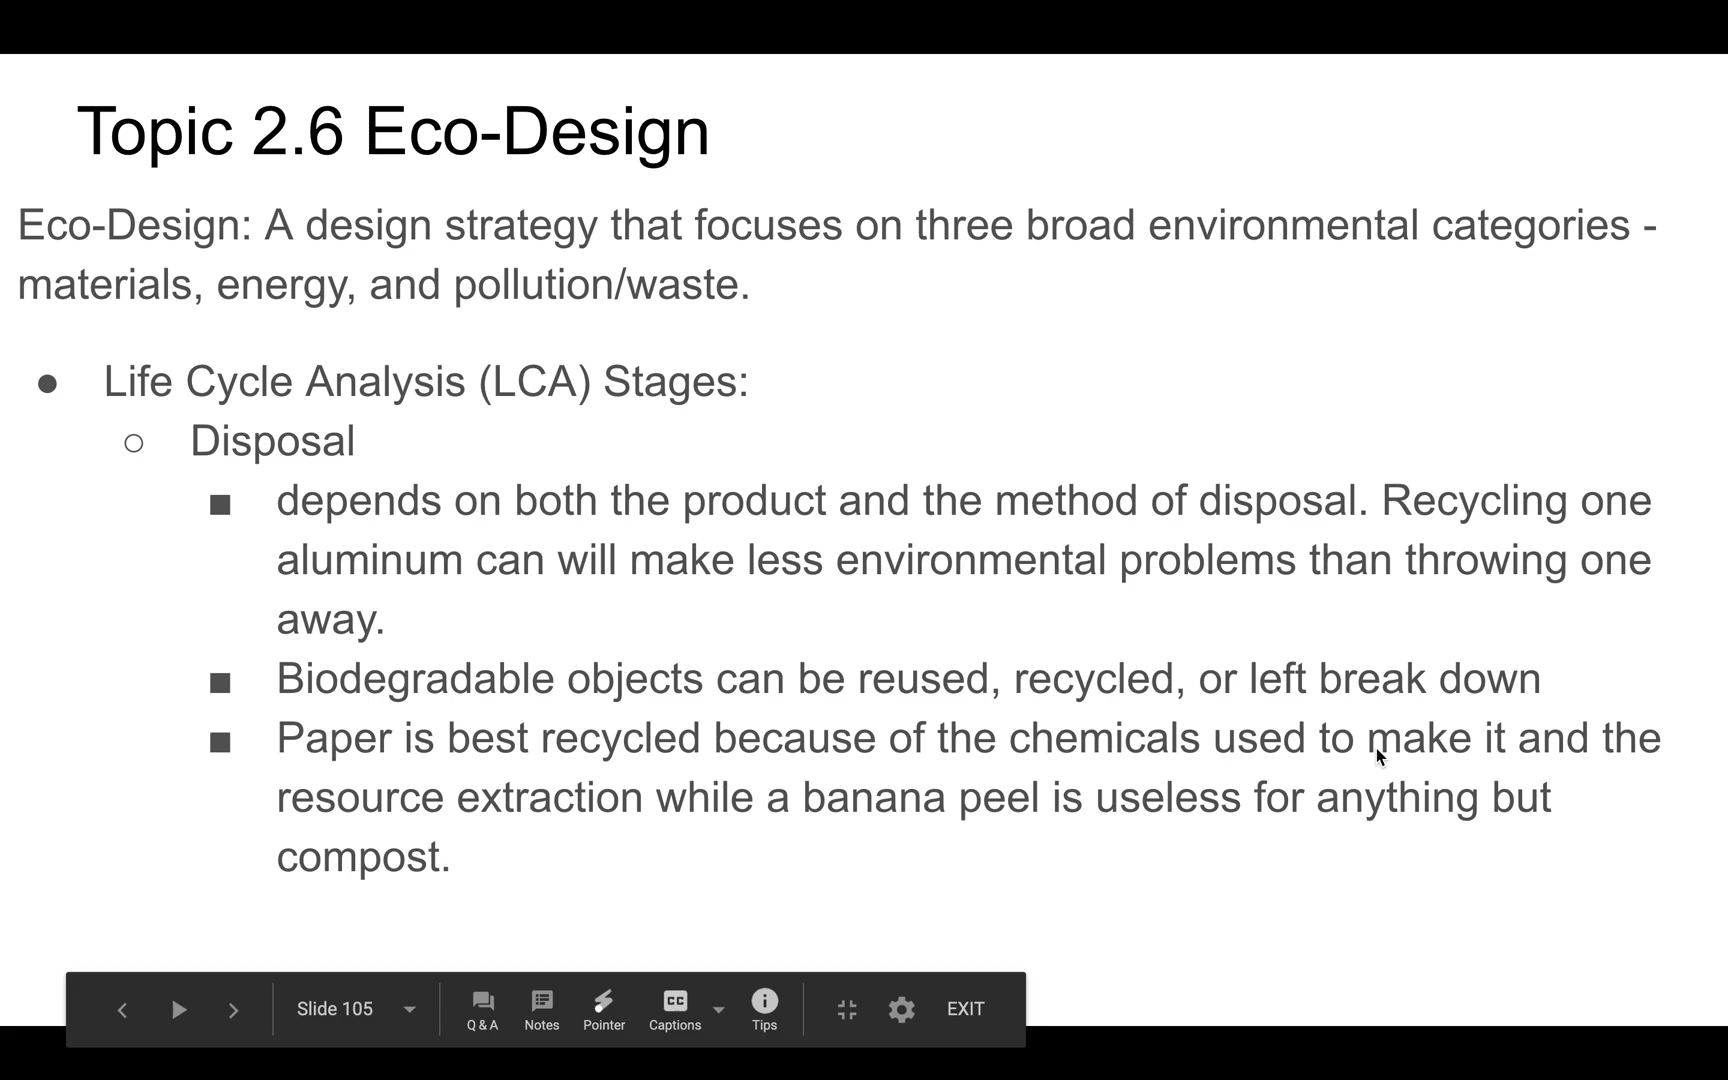 Topic 2.6 Eco-Design
Eco-Design: A design strategy that focuses on three broad environmental categories -
materials, energy, and pollution/waste.
● Life Cycle Analysis (LCA) Stages:
○ Disposal
■ depends on both the product and the method of disposal. Recycling one
aluminum can will make less environmental problems than throwing one
away.
■ Biodegradable objects can be reused, recycled, or left break down
■ Paper is best recycled because of the chemicals used to make it and the
resource extraction while a banana peel is useless for anything but
compost.
Slide 105 Q & A Notes Pointer CC Captions Tips EXIT